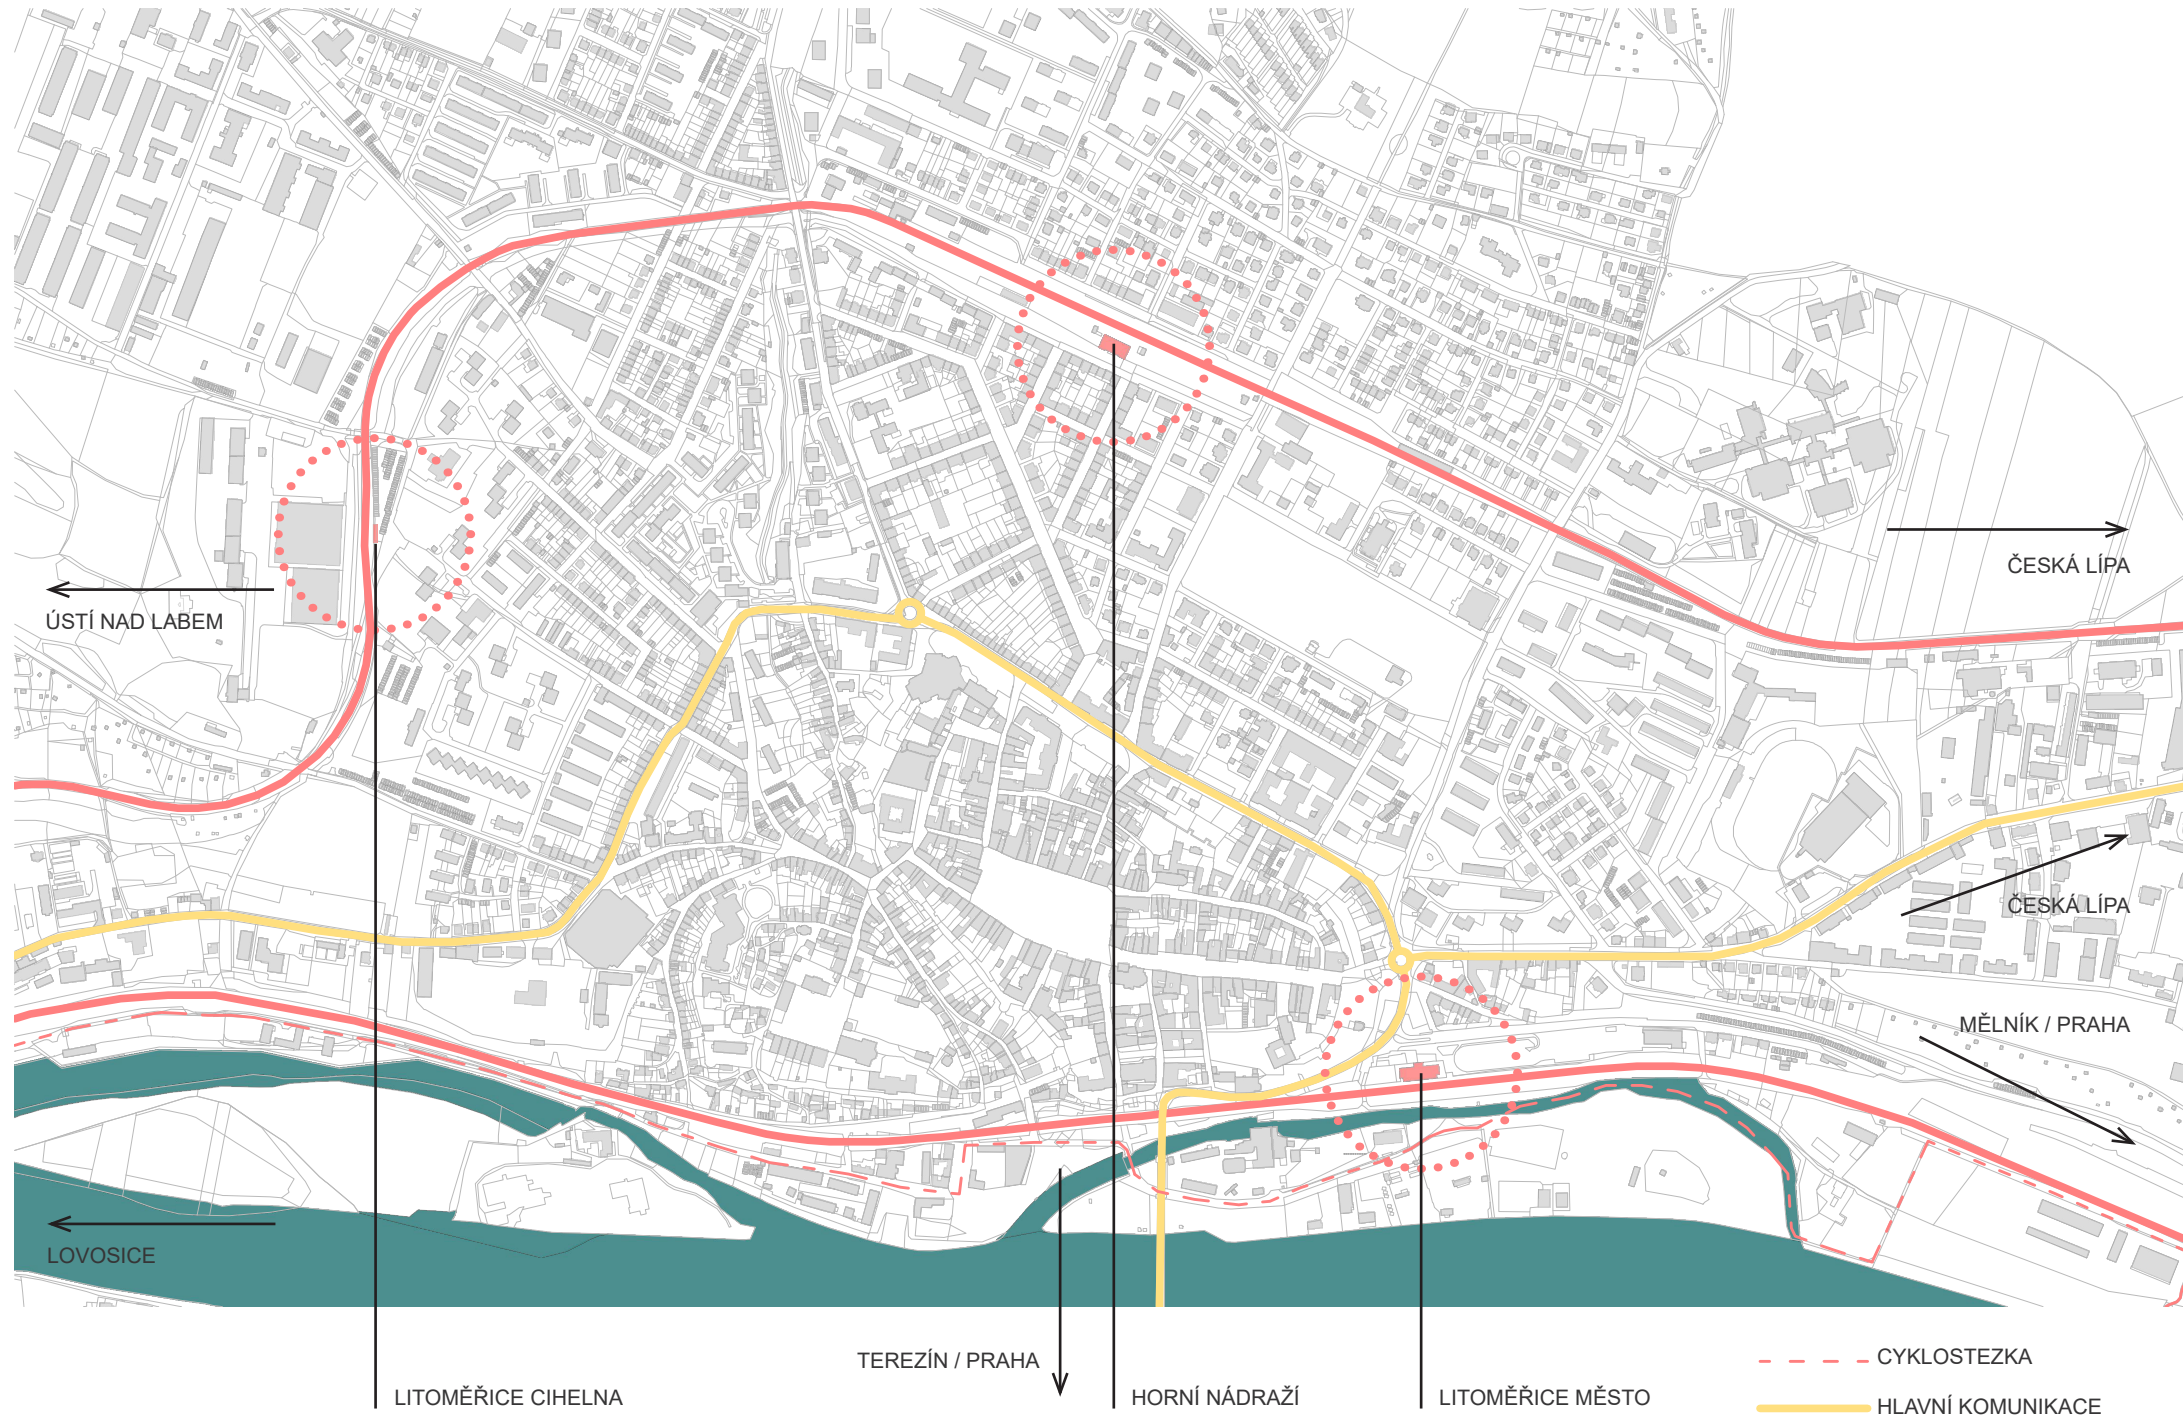 ČESKÁ LÍPA
ÚSTÍ NAD LABEM
ČESKÁ LÍPA
MĚLNÍK / PRAHA
LOVOSICE
TEREZÍN / PRAHA
CYKLOSTEZKA
LITOMĚŘICE CIHELNA
HORNÍ NÁDRAŽÍ
LITOMĚŘICE MĚSTO
HLAVNÍ KOMUNIKACE